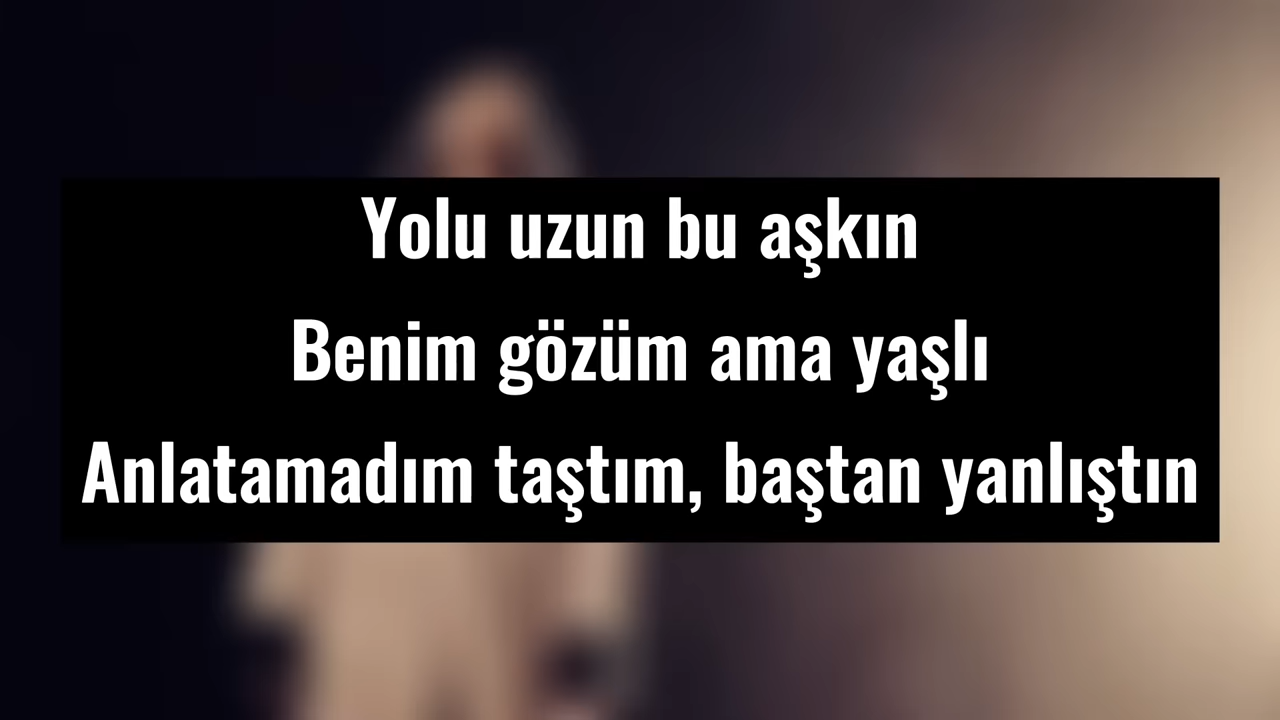 Yolu uzun bu aşkın
Benim gözüm ama yaşlı
Anlatamadım taştım, baştan yanlıştın